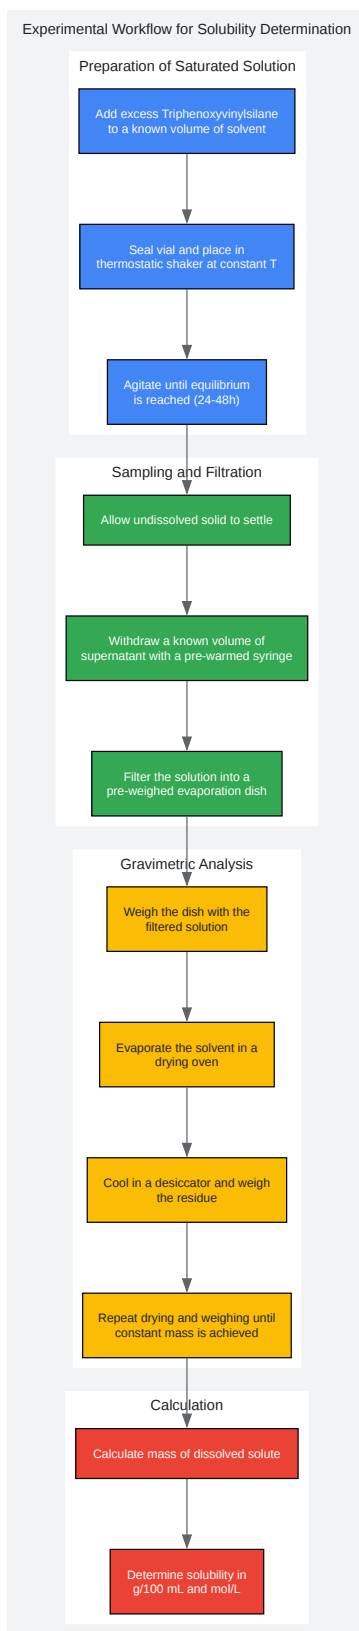 Experimental Workflow for Solubility Determination
Preparation of Saturated Solution
Add excess Triphenoxyvinylsilane
to a known volume of solvent
Seal vial and place in
thermostatic shaker at constant T
Agitate until equilibrium
is reached (24-48h)
Sampling and Filtration
Allow undissolved solid to settle
Withdraw a known volume of
supernatant with a pre-warmed syringe
Filter the solution into a
pre-weighed evaporation dish
Gravimetric Analysis
Weigh the dish with the
filtered solution
Evaporate the solvent in a
drying oven
Cool in a desiccator and weigh
the residue
Repeat drying and weighing until
constant mass is achieved
Calculation
Calculate mass of dissolved solute
Determine solubility in
g/100 mL and mol/L